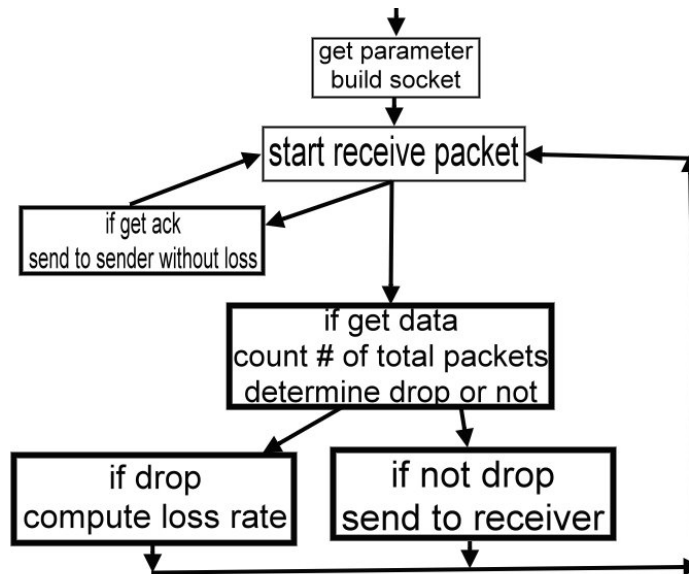 get parameter
build socket
start receive packet
if get ack
send to sender without loss
if get data
count # of total packets
determine drop or not
if drop
compute loss rate
if not drop
send to receiver